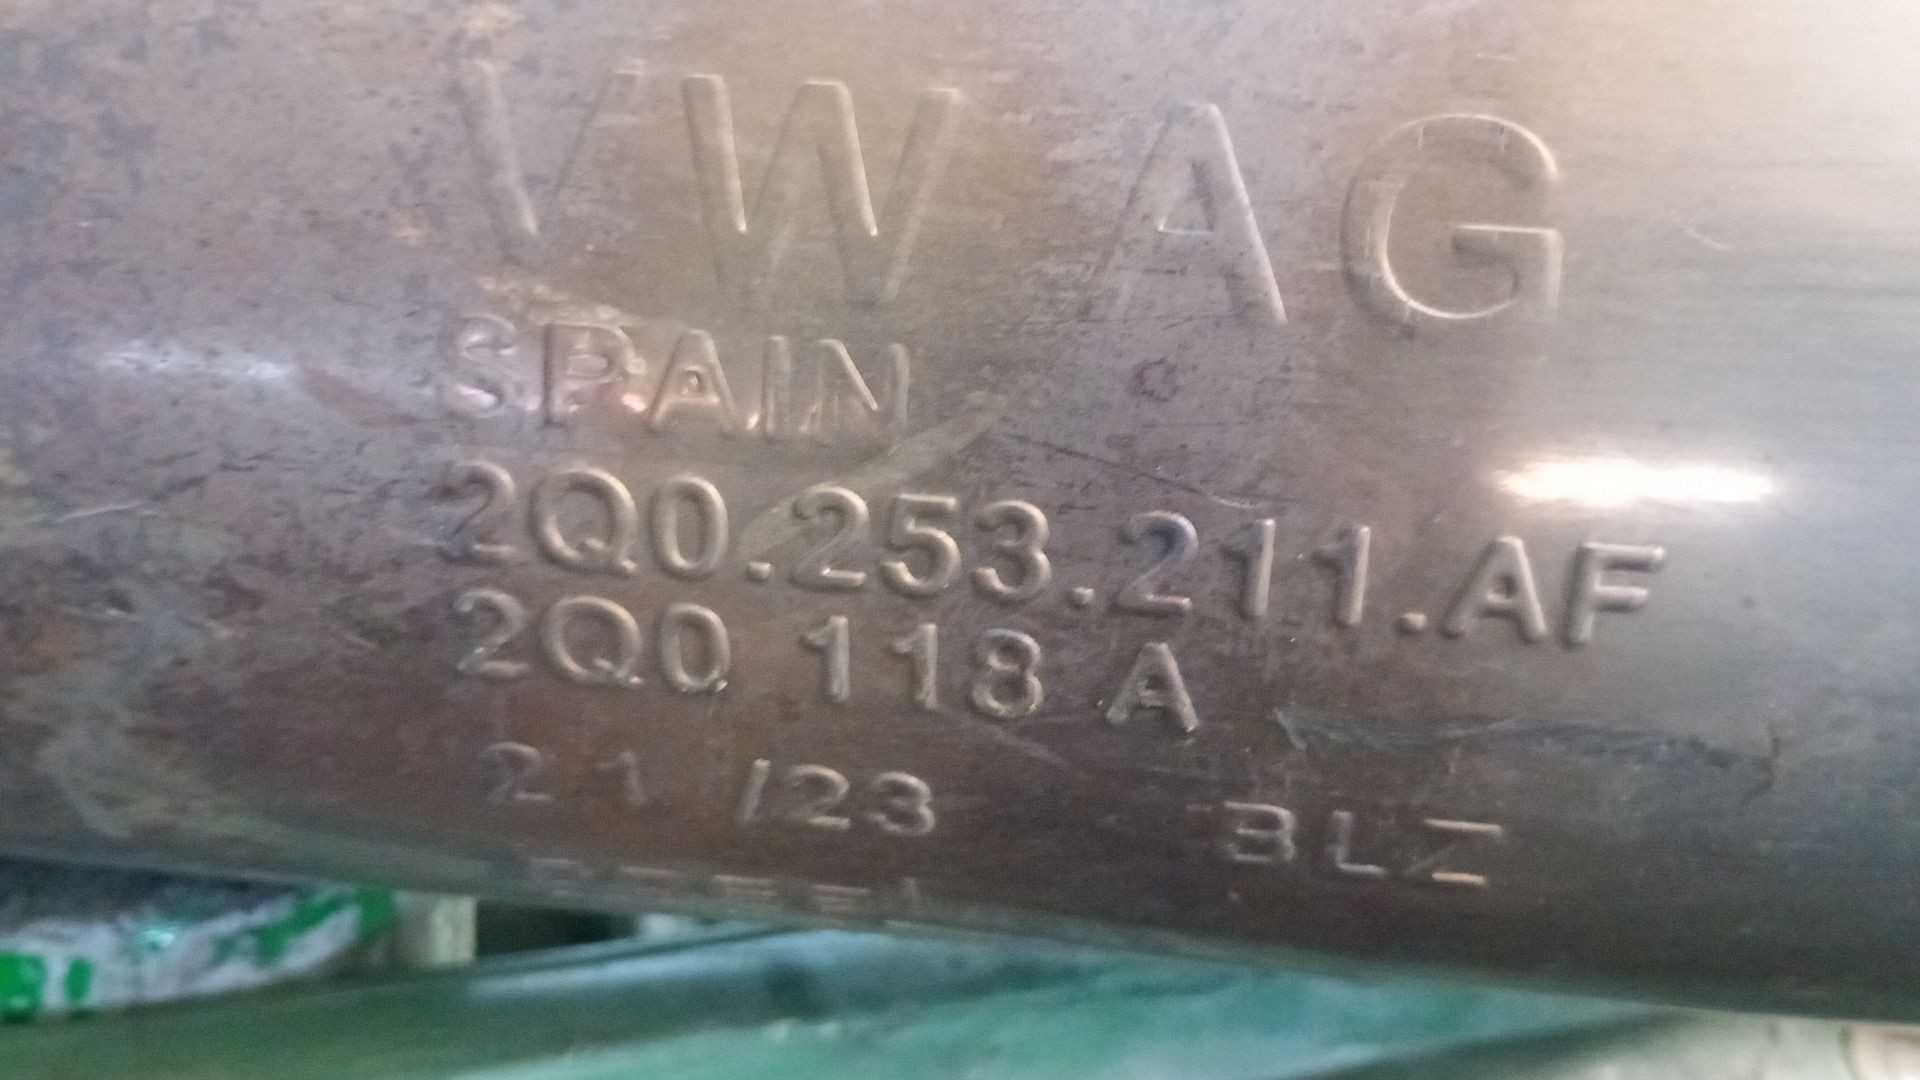 VW AG
SPAIN
2Q0.253.211.AF
2Q0 118 A
21 /23 BLZ